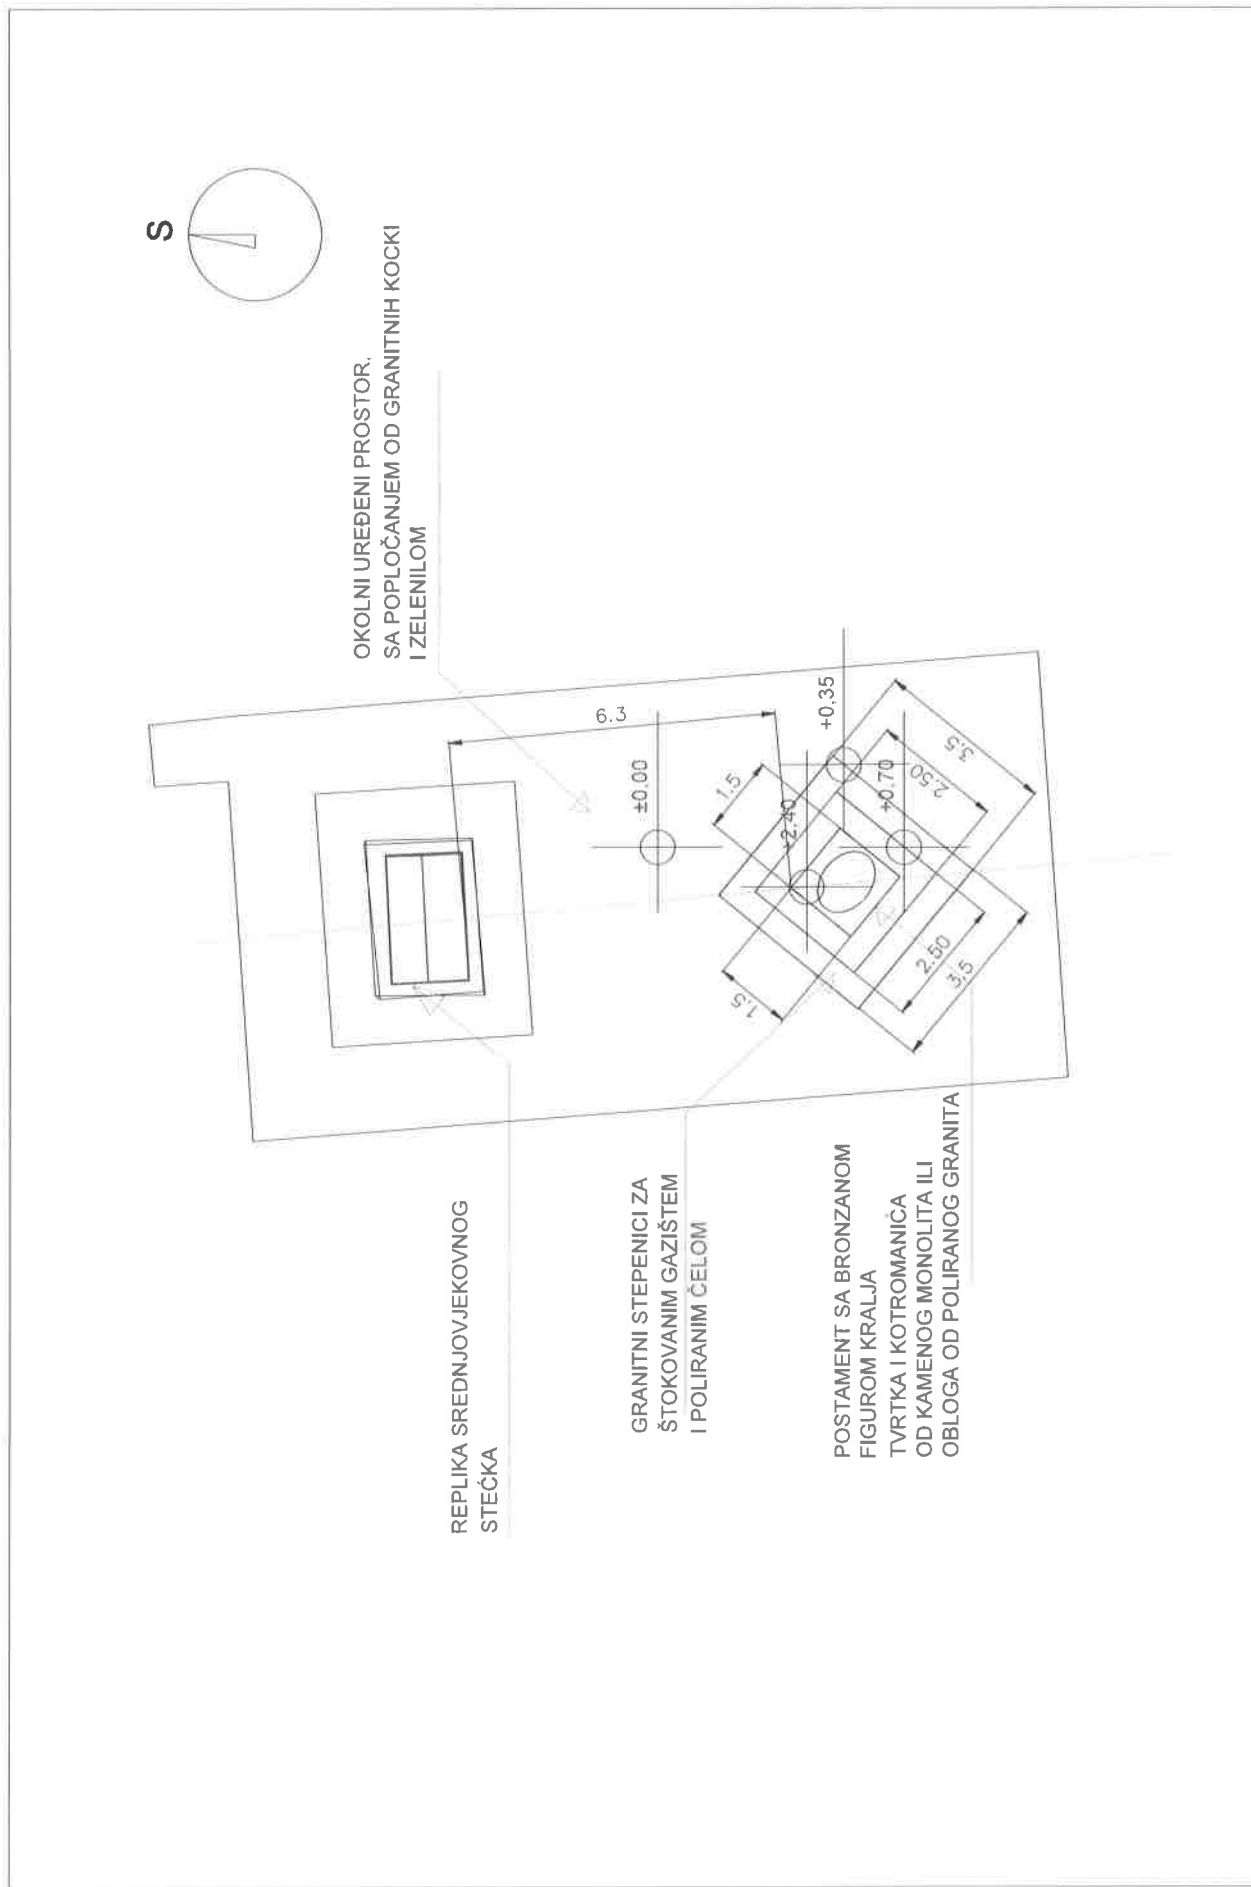 S
OKOLNI UREĐENI PROSTOR.
SA POPLOČANJEM OD GRANITNIH KOCKI
I ZELENILOM
REPLIKA SREDNJOVJEKOVNOG
STEĆKA
GRANITNI STEPENICI ZA
ŠTOKOVANIM GAZIŠTEM
I POLIRANIM ČELOM
POSTAMENT SA BRONZANOM
FIGUROM KRALJA
TVRTKA I KOTROMANIĆA
OD KAMENOG MONOLITA ILI
OBLOGA OD POLIRANOG GRANITA
6.3
±0.00
1.5
+2.40
+0,35
+0.70
2.50
3,5
1.5
2.50
3,5